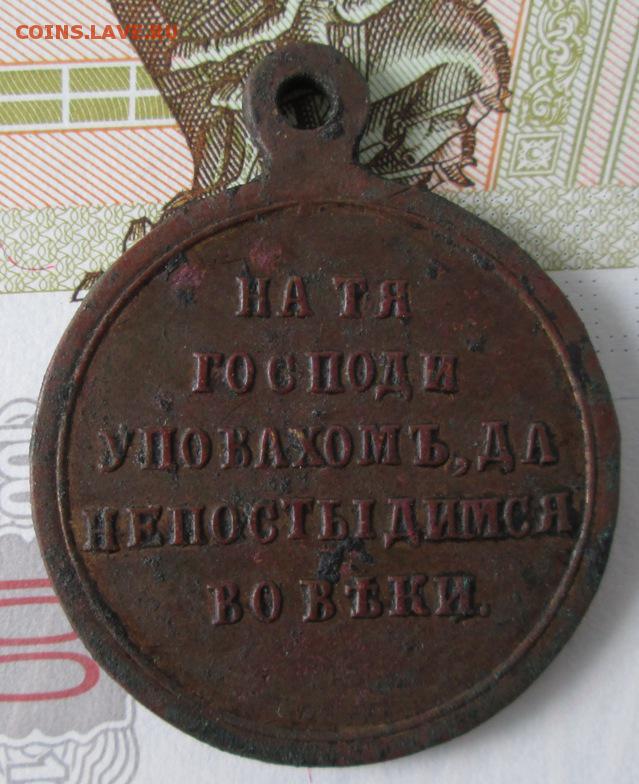 COINS.LAVE.RU
НА ТЯ
ГОСПОДИ
УПОВАХОМЪ, ДА
НЕПОСТЫДИМСЯ
ВО ВѢКИ.